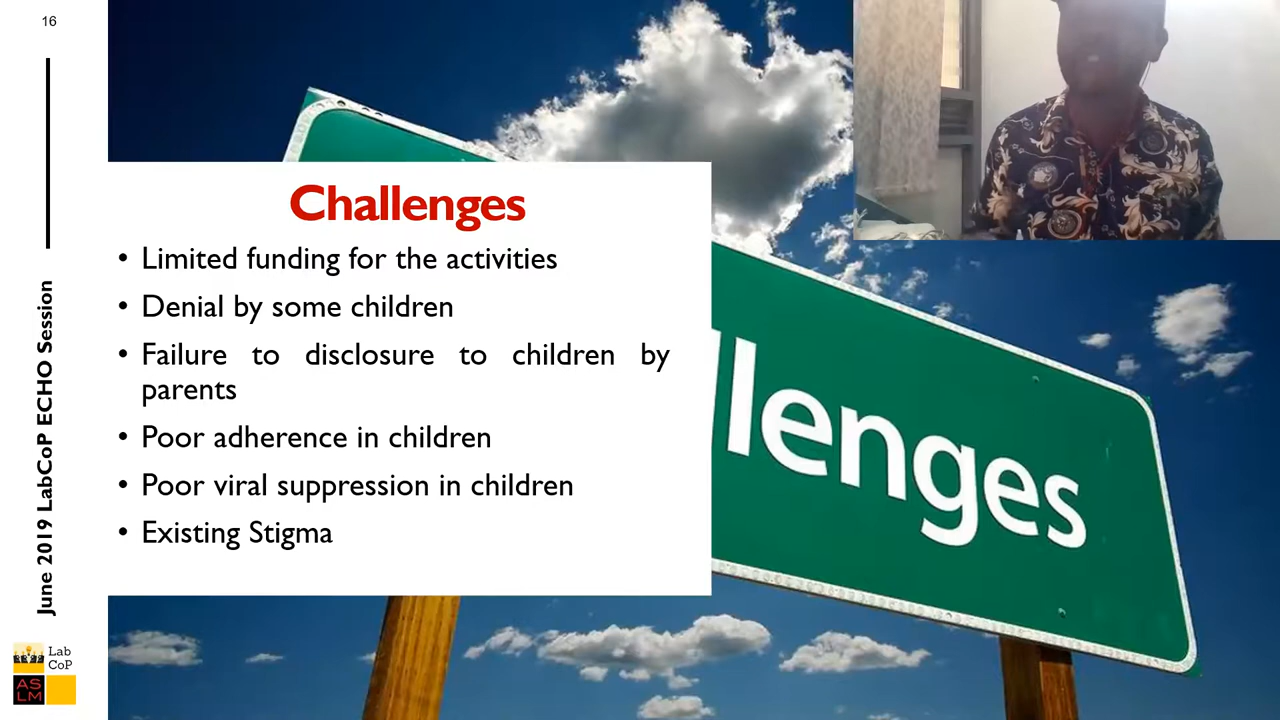 16
June 2019 LabCoP ECHO Session
Challenges
• Limited funding for the activities
• Denial by some children
• Failure to disclosure to children by
parents
• Poor adherence in children
• Poor viral suppression in children
• Existing Stigma
llenges
Lab
CoP
AS
LM